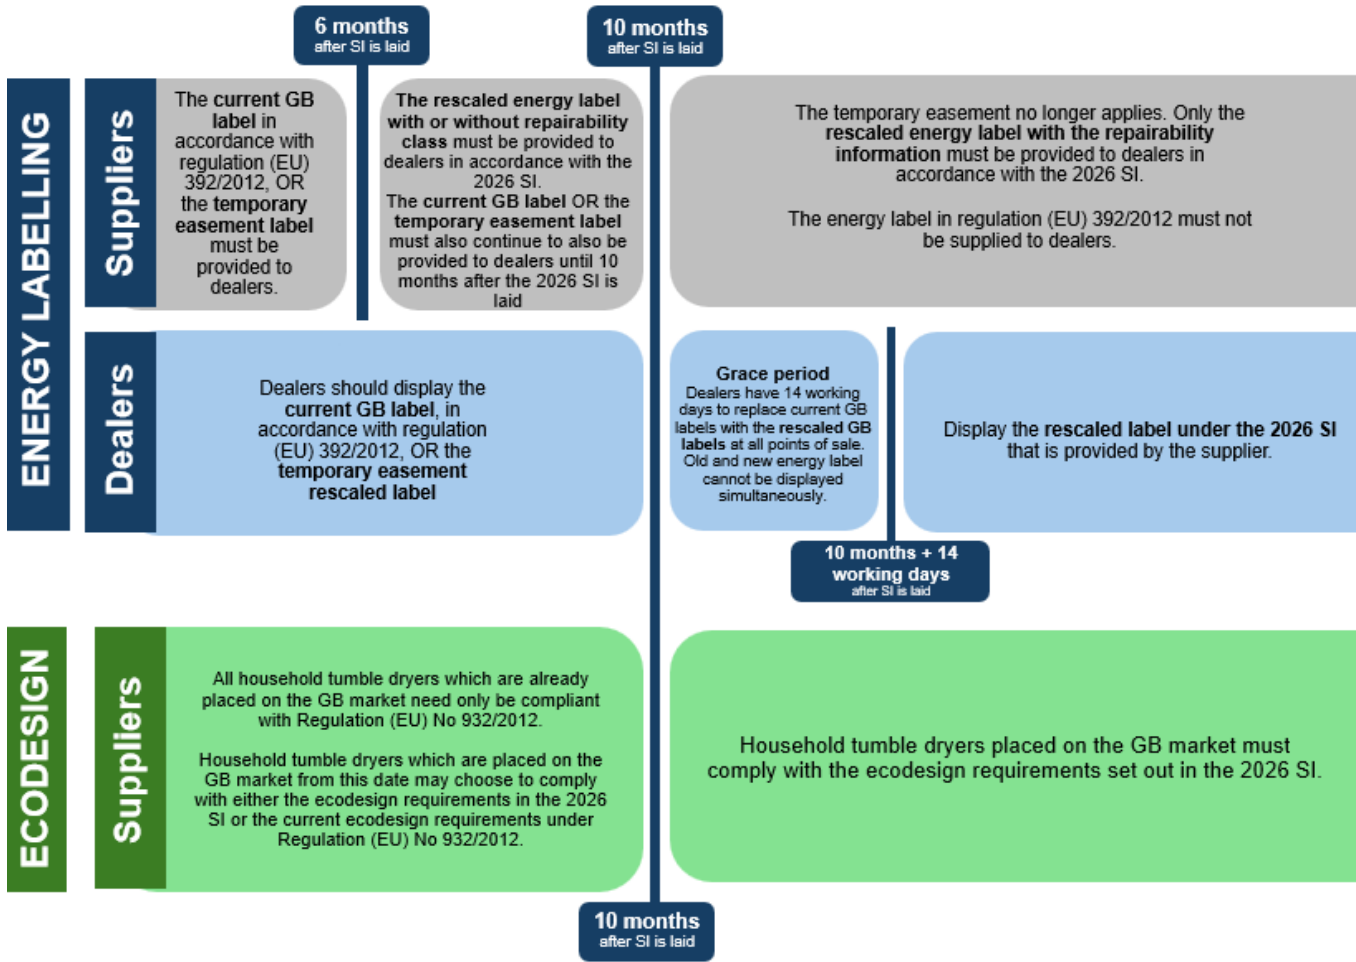 6 months
after SI is laid
10 months
after SI is laid
ENERGY LABELLING
Suppliers
The current GB
label in
accordance with
regulation (EU)
392/2012, OR
the temporary
easement label
must be
provided to
dealers.
The rescaled energy label
with or without repairability
class must be provided to
dealers in accordance with the
2026 SI.
The current GB label OR the
temporary easement label
must also continue to also be
provided to dealers until 10
months after the 2026 SI is
laid
The temporary easement no longer applies. Only the
rescaled energy label with the repairability
information must be provided to dealers in
accordance with the 2026 SI.
The energy label in regulation (EU) 392/2012 must not
be supplied to dealers.
Dealers
Dealers should display the
current GB label, in
accordance with regulation
(EU) 392/2012, OR the
temporary easement
rescaled label
Grace period
Dealers have 14 working
days to replace current GB
labels with the rescaled GB
labels at all points of sale.
Old and new energy label
cannot be displayed
simultaneously.
Display the rescaled label under the 2026 SI
that is provided by the supplier.
10 months + 14
working days
after SI is laid
ECODESIGN
Suppliers
All household tumble dryers which are already
placed on the GB market need only be compliant
with Regulation (EU) No 932/2012.
Household tumble dryers which are placed on the
GB market from this date may choose to comply
with either the ecodesign requirements in the 2026
SI or the current ecodesign requirements under
Regulation (EU) No 932/2012.
Household tumble dryers placed on the GB market must
comply with the ecodesign requirements set out in the 2026 SI.
10 months
after SI is laid